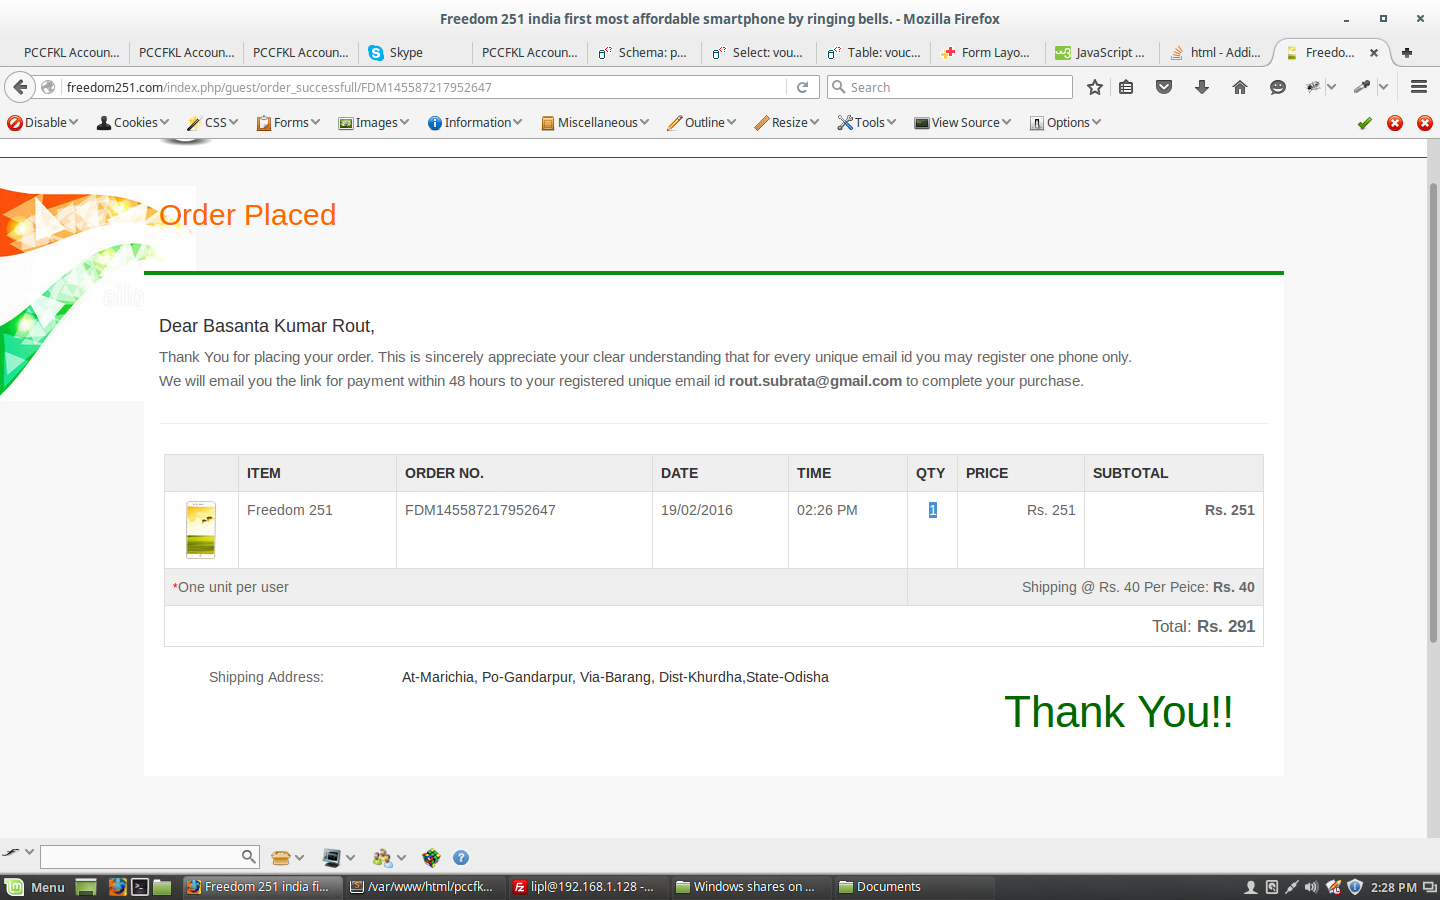 Freedom 251 india first most affordable smartphone by ringing bells. - Mozilla Firefox
PCCFKL Accoun... PCCFKL Accoun... PCCFKL Accoun... Skype PCCFKL Accoun... Schema: p... Select: vou... Table: vouc... Form Layo... JavaScript ... html - Addi... Freedo...
freedom251.com/index.php/guest/order_successfull/FDM145587217952647 Search
Disable Cookies CSS Forms Images Information Miscellaneous Outline Resize Tools View Source Options
Order Placed
Dear Basanta Kumar Rout,
Thank You for placing your order. This is sincerely appreciate your clear understanding that for every unique email id you may register one phone only.
We will email you the link for payment within 48 hours to your registered unique email id rout.subrata@gmail.com to complete your purchase.
ITEM ORDER NO. DATE TIME QTY PRICE SUBTOTAL
Freedom 251 FDM145587217952647 19/02/2016 02:26 PM 1 Rs. 251 Rs. 251
*One unit per user Shipping @ Rs. 40 Per Peice: Rs. 40
Total: Rs. 291
Shipping Address: At-Marichia, Po-Gandarpur, Via-Barang, Dist-Khurdha,State-Odisha
Thank You!!
Menu Freedom 251 india fi... /var/www/html/pccfk... lipl@192.168.1.128 -... Windows shares on ... Documents 2:28 PM